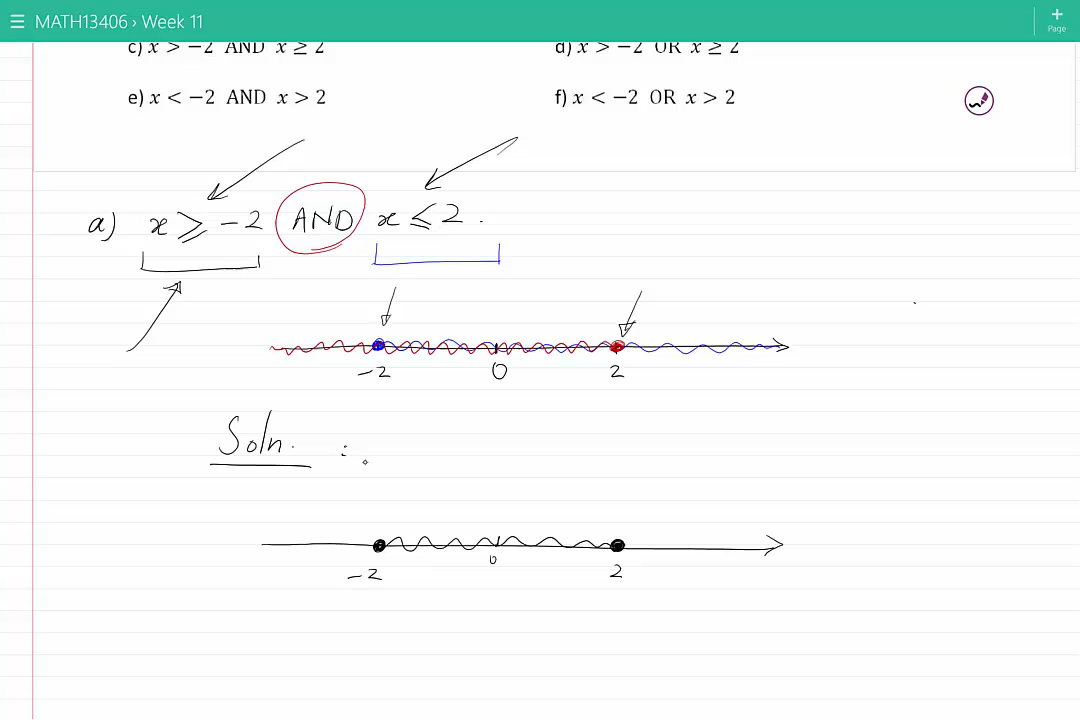 MATH13406 › Week 11
Page
c) x > −2 AND x ≥ 2
d) x > −2 OR x ≥ 2
e) x < −2 AND x > 2
f) x < −2 OR x > 2
a) x ⩾ −2 AND x ⩽ 2.
−2 0 2
Soln. :
−2 0 2